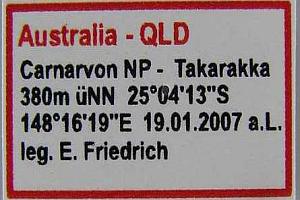 Australia - QLD
Carnarvon NP - Takarakka
380m üNN 25°04'13"S
148°16'19"E 19.01.2007 a.L.
leg. E. Friedrich